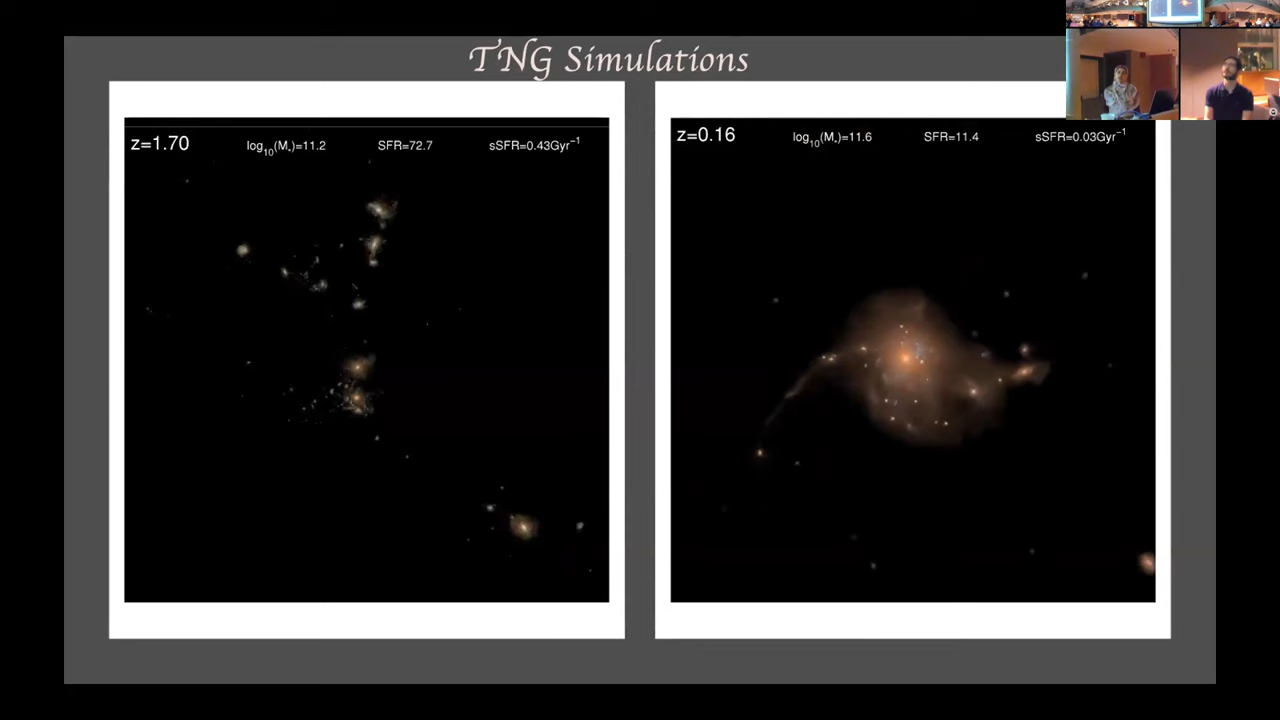 TNG Simulations
z=1.70 log₁₀(M⋆)=11.2 SFR=72.7 sSFR=0.43Gyr⁻¹
z=0.16 log₁₀(M⋆)=11.6 SFR=11.4 sSFR=0.03Gyr⁻¹